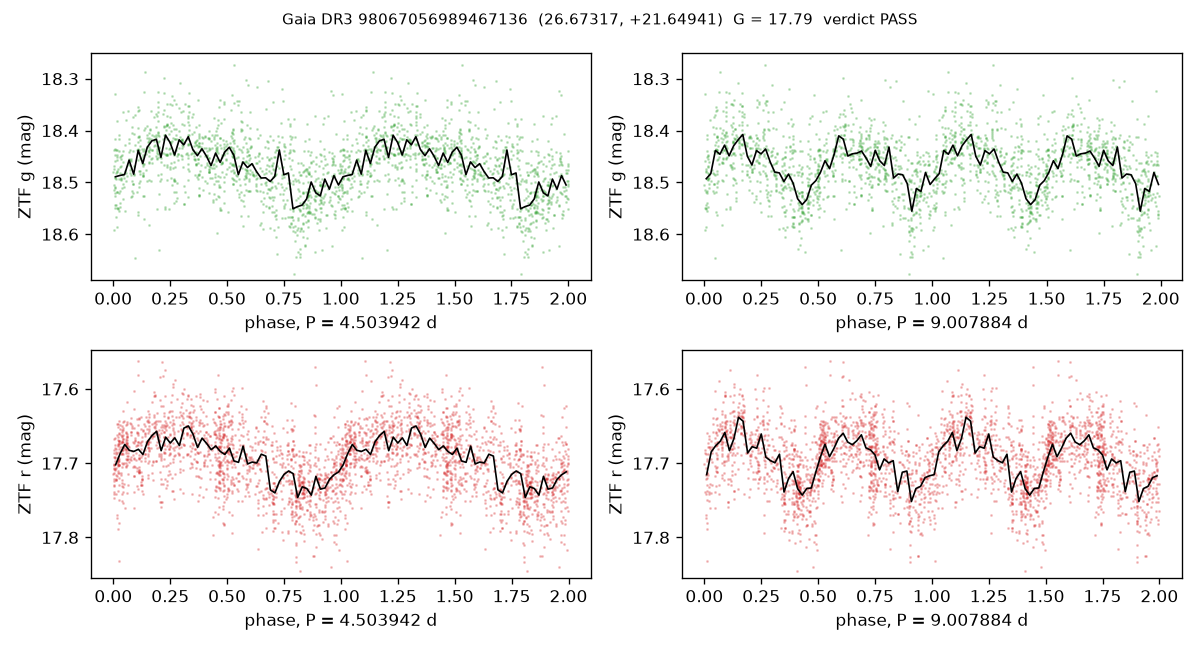 Gaia DR3 98067056989467136  (26.67317, +21.64941)  G = 17.79  verdict PASS
ZTF g (mag)
18.3
18.4
18.5
18.6
0.00 0.25 0.50 0.75 1.00 1.25 1.50 1.75 2.00
phase, P = 4.503942 d
ZTF g (mag)
18.3
18.4
18.5
18.6
0.00 0.25 0.50 0.75 1.00 1.25 1.50 1.75 2.00
phase, P = 9.007884 d
ZTF r (mag)
17.6
17.7
17.8
0.00 0.25 0.50 0.75 1.00 1.25 1.50 1.75 2.00
phase, P = 4.503942 d
ZTF r (mag)
17.6
17.7
17.8
0.00 0.25 0.50 0.75 1.00 1.25 1.50 1.75 2.00
phase, P = 9.007884 d